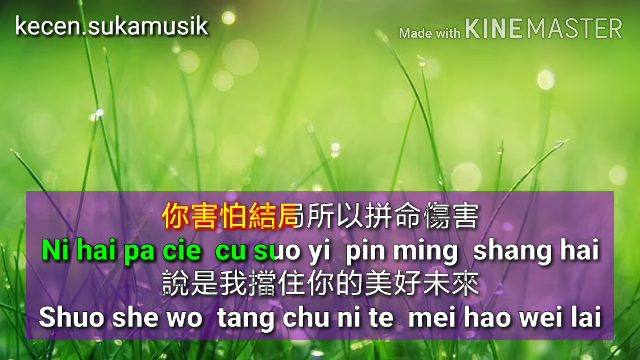 kecen.sukamusik
Made with KINEMASTER
你害怕結局所以拼命傷害
Ni hai pa cie cu suo yi pin ming shang hai
說是我擋住你的美好未來
Shuo she wo tang chu ni te mei hao wei lai